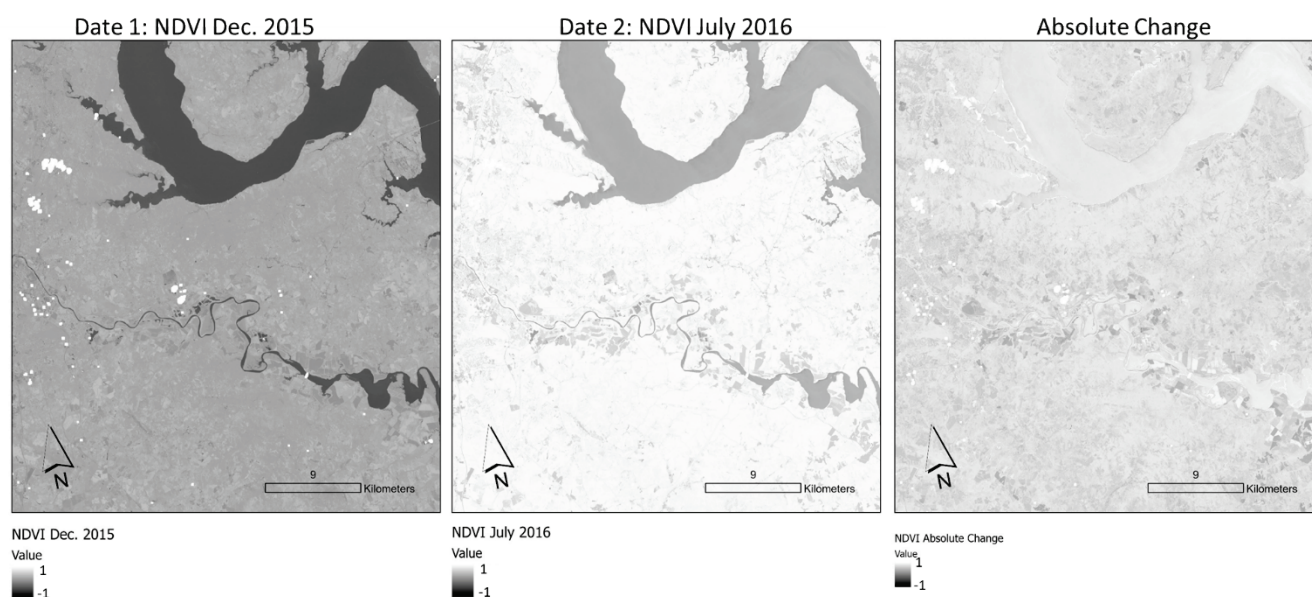 Date 1: NDVI Dec. 2015
Date 2: NDVI July 2016
Absolute Change
N
9
Kilometers
N
9
Kilometers
N
9
Kilometers
NDVI Dec. 2015
Value
1
-1
NDVI July 2016
Value
1
-1
NDVI Absolute Change
Value
1
-1